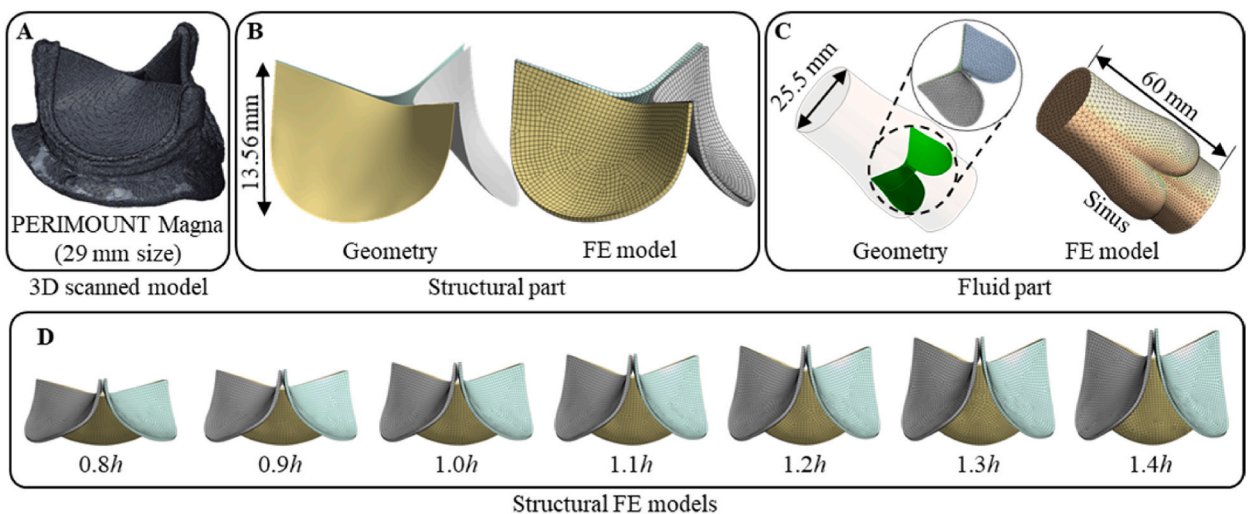 A
PERIMOUNT Magna
(29 mm size)
3D scanned model
B
13.56 mm
Geometry
FE model
Structural part
C
25.5 mm
Geometry
60 mm
Sinus
FE model
Fluid part
D
0.8h
0.9h
1.0h
1.1h
1.2h
1.3h
1.4h
Structural FE models